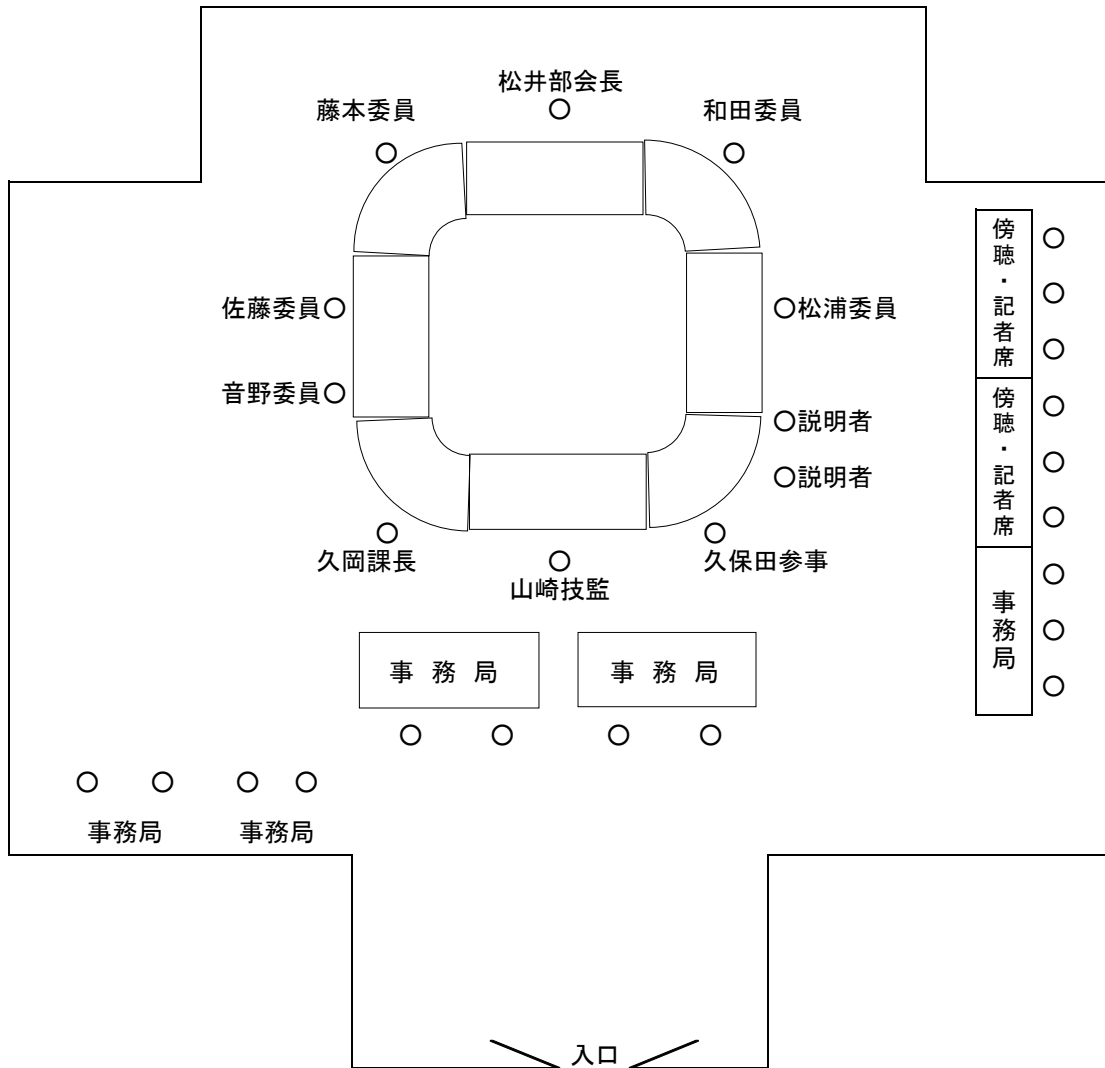 松井部会長
藤本委員
和田委員
佐藤委員
松浦委員
音野委員
説明者
説明者
久岡課長
山崎技監
久保田参事
傍聴・記者席
傍聴・記者席
事務局
事務局
事務局
事務局
事務局
入口